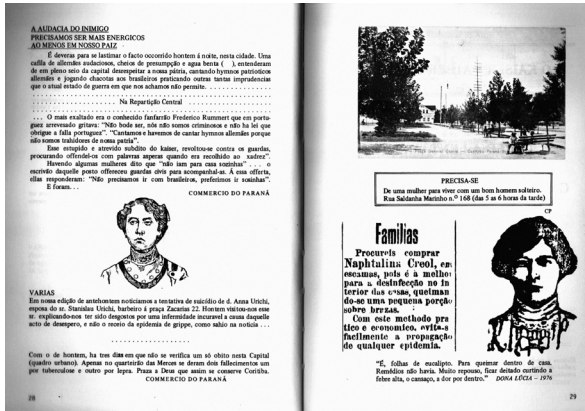 A AUDACIA DO INIMIGO
PRECISAMOS SER MAIS ENERGICOS
AO MENOS EM NOSSO PAIZ
É deveras para se lastimar o facto occorrido hontem á noite, nesta cidade. Uma
cafila de allemães audaciosos, cheios de presumpção e agua benta ( ), entenderam
de em pleno seio da capital desrespeitar a nossa pátria, cantando hymnos patrioticos
allemães e jogando chacotas aos brasileiros praticando outras tantas imprudencias
que o atual estado de guerra em que nos achamos não permite.
Na Repartição Central
... O mais exaltado era o conhecido fanfarrão Frederico Rummert que em portu-
guez arrevesado gritava: "Não bode ser, nós não somos criminosos e não ha lei que
obrigue a falla portuguez". "Cantamos e havemos de cantar hymnos allemães porque
não somos trahidores de nossa patria".
Esse estupido e atrevido subdito do kaiser, revoltou-se contra os guardas,
procurando offendel-os com palavras asperas quando era recolhido ao xadrez".
Havendo algumas mulheres dito que "não iam para casa sozinhas" ... o
escrivão daquelle posto offereceu guardas civis para acompanhal-as. Á essa offerta,
ellas responderam: "Não precisamos ir com brasileiros, preferimos ir sosinhas".
E foram...
COMMERCIO DO PARANÁ
VARIAS
Em nossa edição de antehontem noticiamos a tentativa de suicídio de d. Anna Urichi,
esposa do sr. Stanislau Urichi, barbeiro á praça Zacarias 22. Hontem visitou-nos esse
sr. explicando-nos ter sido desgostos por uma infermidade incuravel a causa daquelle
acto de desespero, e não o receio da epidemia de grippe, como sahio na noticia ...
Com o de hontem, ha tres dias em que não se verifica um só obito nesta Capital
(quadro urbano). Apenas no quarteirão das Merces se deram dois fallecimentos um
por tuberculose e outro por lepra. Praza a Deus que assim se conserve Curitiba.
COMMERCIO DO PARANÁ
28
PRECISA-SE
De uma mulher para viver com um bom homem solteiro.
Rua Saldanha Marinho n.º 168 (das 5 as 6 horas da tarde)
CP
Familias
Procureis comprar
Naphtalina Creol, em
escamas, pois é a melhor
para a desinfecção no in
terior das casas, queiman
do-se uma pequena porção
sobre brazas.
Com este methodo pra
tico e economico, evita-s
facilmente a propagação
de qualquer epidemia.
"É, folhas de eucalipto. Para queimar dentro de casa.
Remédios não havia. Muito repouso, ficar deitado curtindo a
febre alta, o cansaço, a dor por dentro." DONA LÚCIA – 1976
29